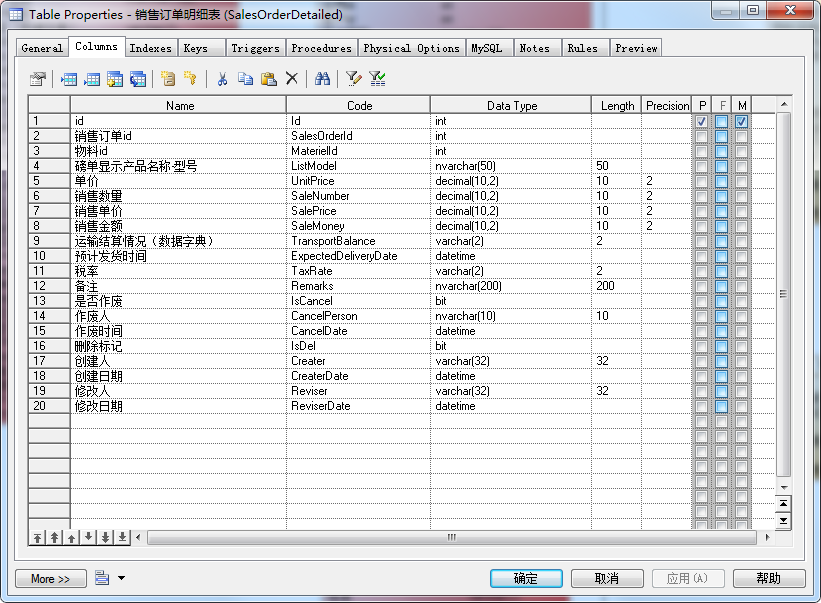 Table Properties - 销售订单明细表 (SalesOrderDetailed)
General Columns Indexes Keys Triggers Procedures Physical Options MySQL Notes Rules Preview
Name Code Data Type Length Precision P F M
1 id Id int
2 销售订单id SalesOrderId int
3 物料id MaterielId int
4 磅单显示产品名称-型号 ListModel nvarchar(50) 50
5 单价 UnitPrice decimal(10,2) 10 2
6 销售数量 SaleNumber decimal(10,2) 10 2
7 销售单价 SalePrice decimal(10,2) 10 2
8 销售金额 SaleMoney decimal(10,2) 10 2
9 运输结算情况（数据字典） TransportBalance varchar(2) 2
10 预计发货时间 ExpectedDeliveryDate datetime
11 税率 TaxRate varchar(2) 2
12 备注 Remarks nvarchar(200) 200
13 是否作废 IsCancel bit
14 作废人 CancelPerson nvarchar(10) 10
15 作废时间 CancelDate datetime
16 删除标记 IsDel bit
17 创建人 Creater varchar(32) 32
18 创建日期 CreaterDate datetime
19 修改人 Reviser varchar(32) 32
20 修改日期 ReviserDate datetime
More >> 确定 取消 应用(A) 帮助